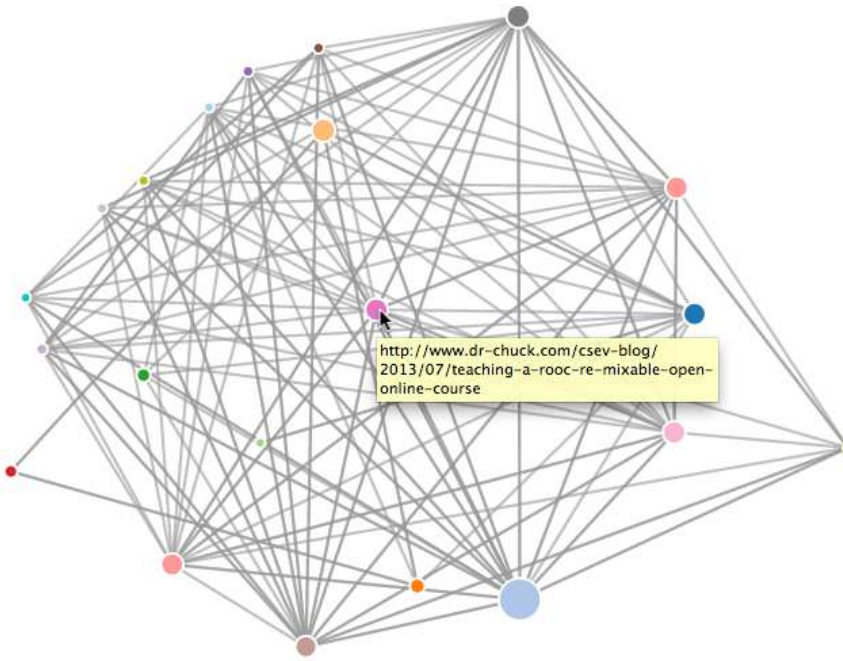 http://www.dr-chuck.com/csev-blog/
2013/07/teaching-a-rooc-re-mixable-open-
online-course